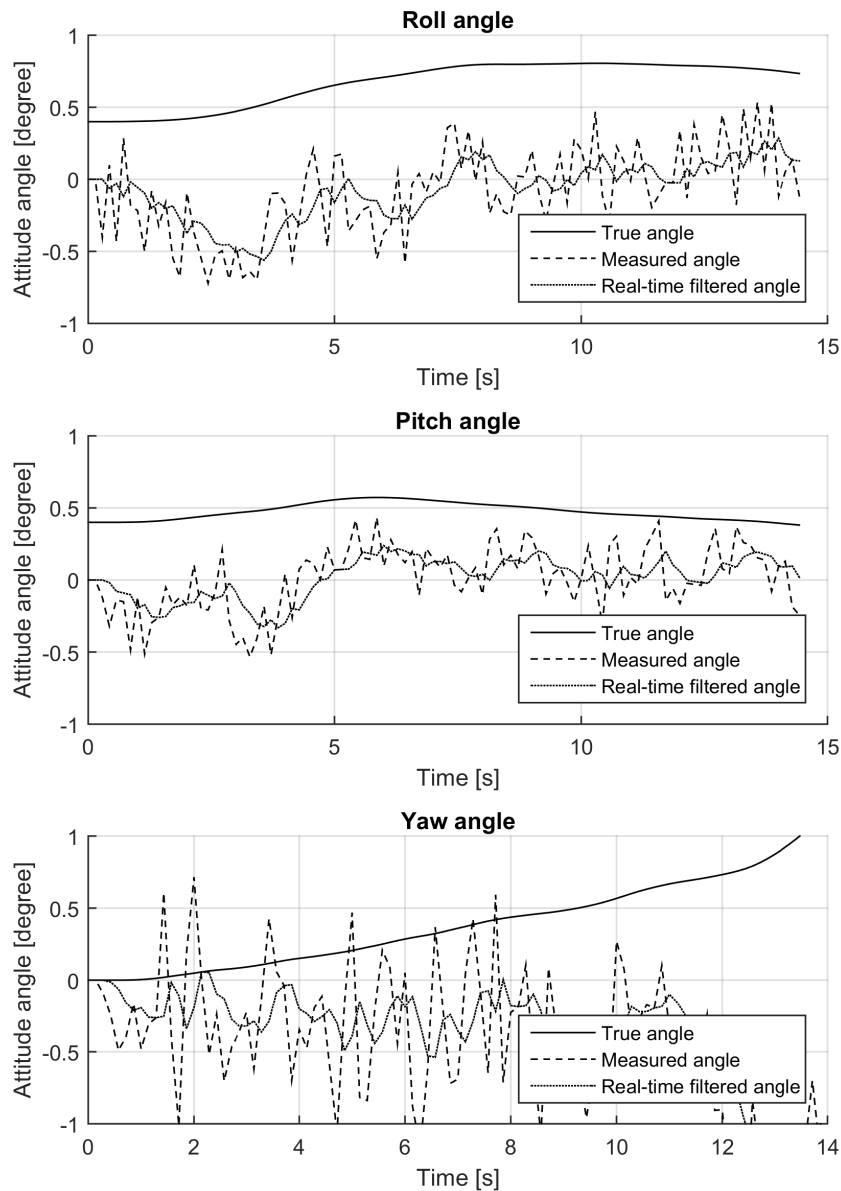 Roll angle
Attitude angle [degree]
1
0.5
0
-0.5
-1
True angle
Measured angle
Real-time filtered angle
0 5 10 15
Time [s]
Pitch angle
Attitude angle [degree]
1
0.5
0
-0.5
-1
True angle
Measured angle
Real-time filtered angle
0 5 10 15
Time [s]
Yaw angle
Attitude angle [degree]
1
0.5
0
-0.5
-1
True angle
Measured angle
Real-time filtered angle
0 2 4 6 8 10 12 14
Time [s]